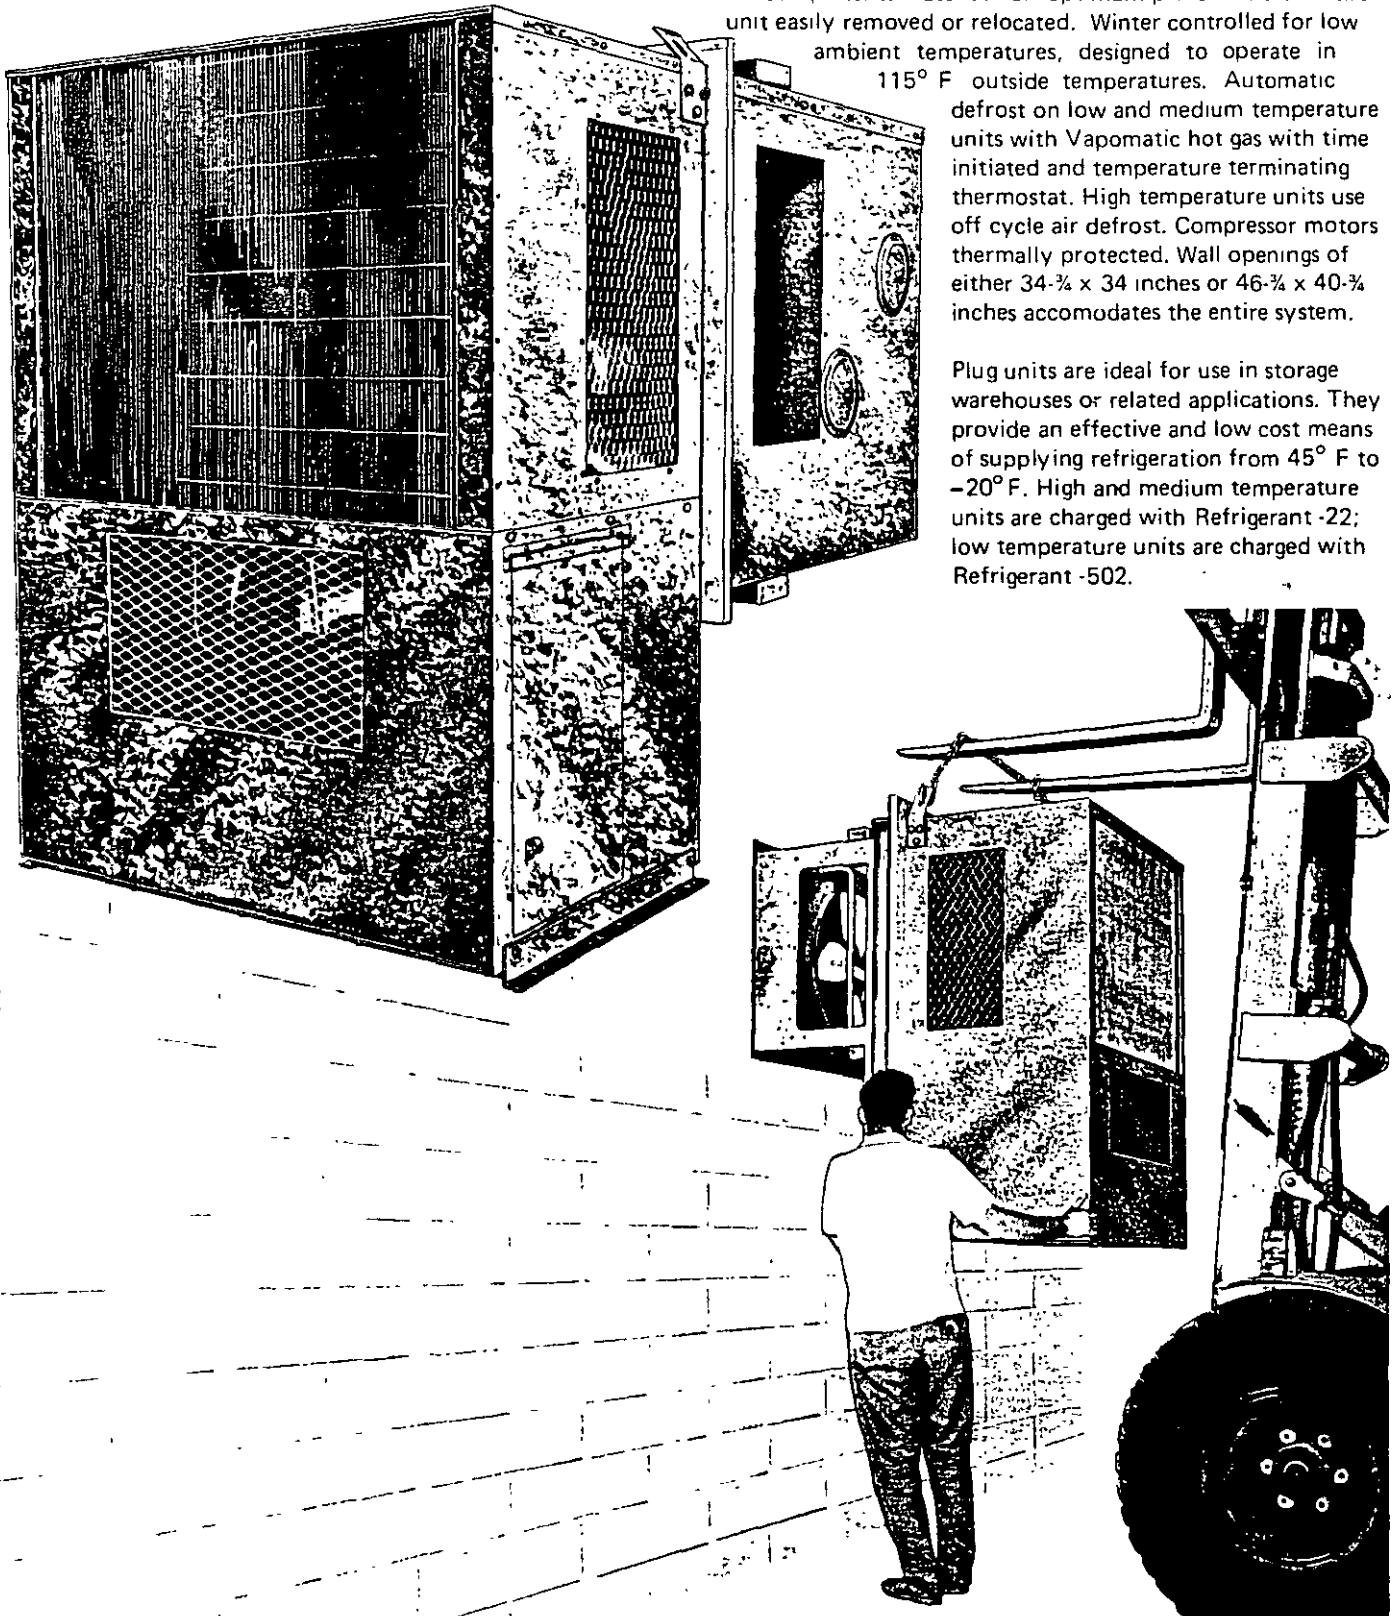 unit easily removed or relocated. Winter controlled for low
ambient temperatures, designed to operate in
115° F outside temperatures. Automatic
defrost on low and medium temperature
units with Vapomatic hot gas with time
initiated and temperature terminating
thermostat. High temperature units use
off cycle air defrost. Compressor motors
thermally protected. Wall openings of
either 34-¾ x 34 inches or 46-¾ x 40-¾
inches accomodates the entire system.
Plug units are ideal for use in storage
warehouses or related applications. They
provide an effective and low cost means
of supplying refrigeration from 45° F to
–20° F. High and medium temperature
units are charged with Refrigerant -22;
low temperature units are charged with
Refrigerant -502.